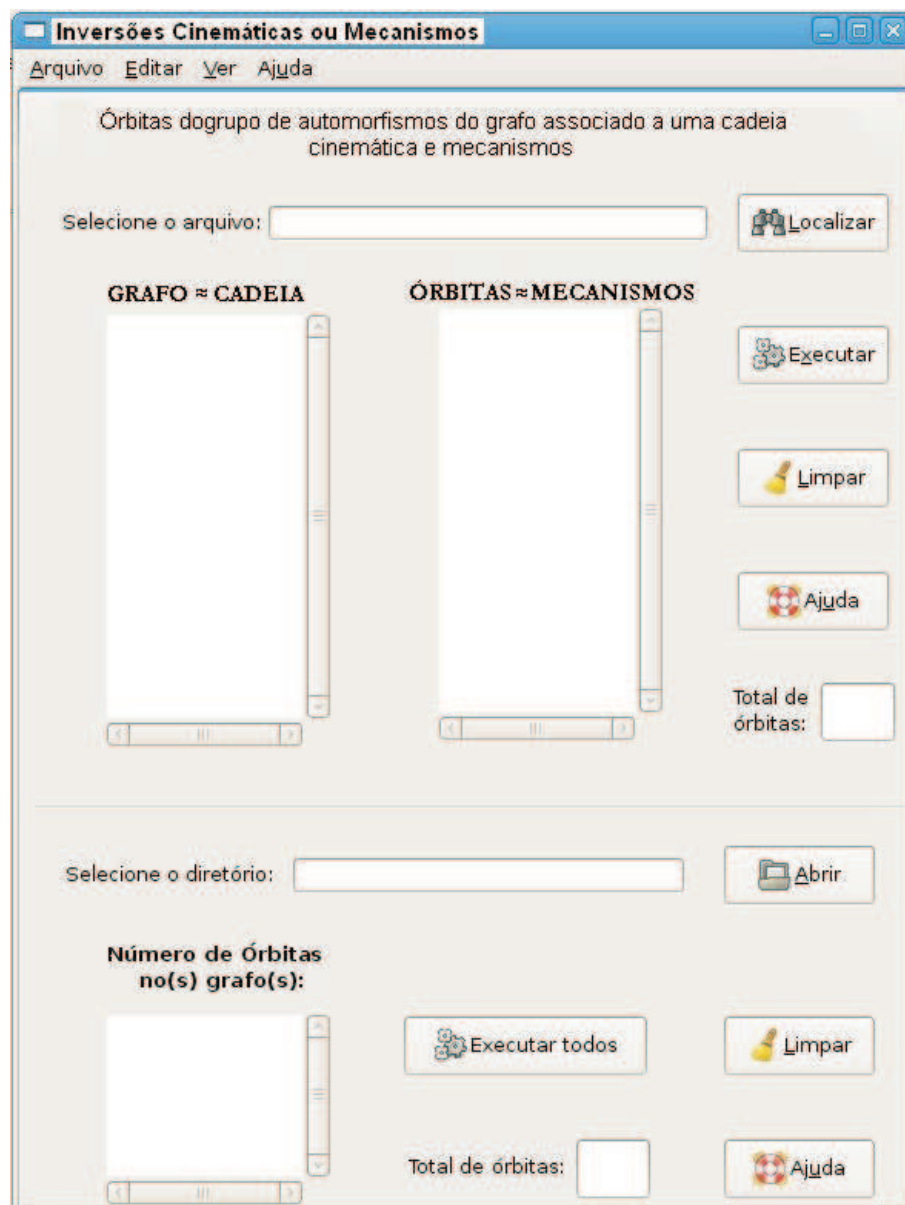 Inversões Cinemáticas ou Mecanismos
Arquivo Editar Ver Ajuda
Órbitas dogrupo de automorfismos do grafo associado a uma cadeia
cinemática e mecanismos
Selecione o arquivo:
Localizar
GRAFO ≈ CADEIA
ÓRBITAS ≈ MECANISMOS
Executar
Limpar
Ajuda
Total de
órbitas:
Selecione o diretório:
Abrir
Número de Órbitas
no(s) grafo(s):
Executar todos
Limpar
Total de órbitas:
Ajuda